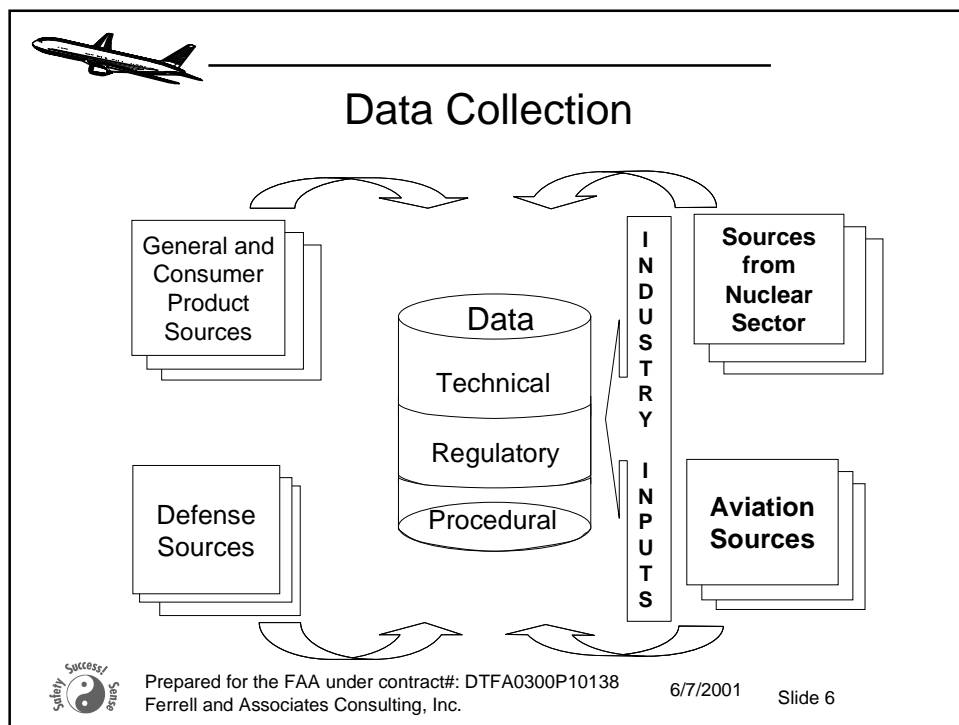 Data Collection
General and
Consumer
Product
Sources
Data
Technical
Regulatory
Procedural
INDUSTRY INPUTS
Sources
from
Nuclear
Sector
Defense
Sources
Aviation
Sources
Safety Success! Sense
Prepared for the FAA under contract#: DTFA0300P10138
Ferrell and Associates Consulting, Inc.
6/7/2001
Slide 6